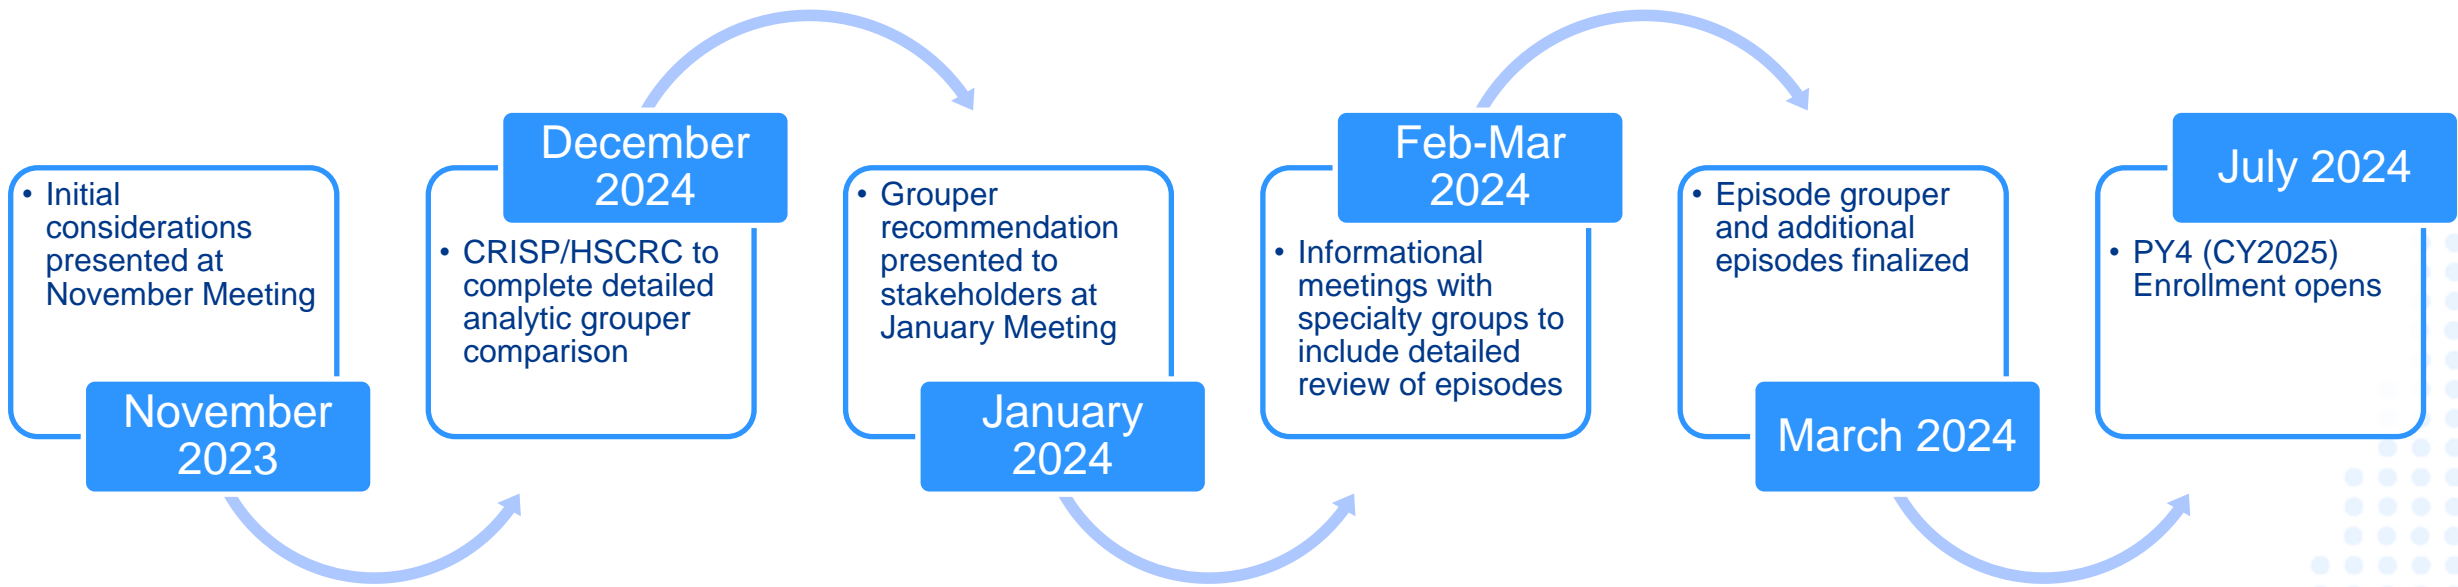 • Initial
considerations
presented at
November Meeting
November
2023
December
2024
• CRISP/HSCRC to
complete detailed
analytic grouper
comparison
• Grouper
recommendation
presented to
stakeholders at
January Meeting
January
2024
Feb-Mar
2024
• Informational
meetings with
specialty groups to
include detailed
review of episodes
• Episode grouper
and additional
episodes finalized
March 2024
July 2024
• PY4 (CY2025)
Enrollment opens